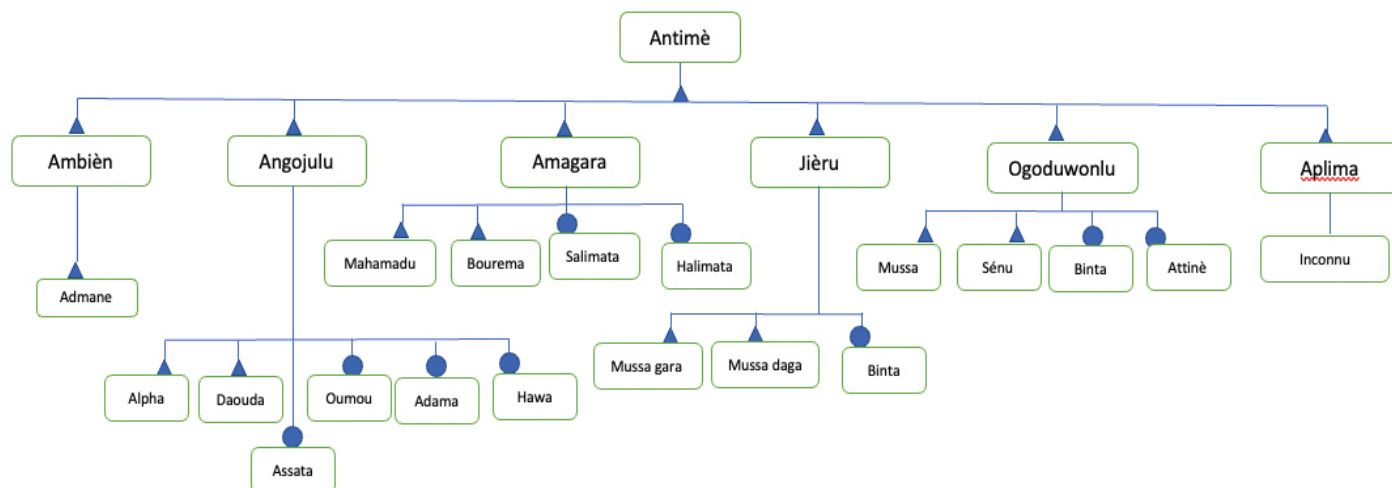 Antimè
Ambièn
Angojulu
Amagara
Jièru
Ogoduwonlu
Aplima
Mahamadu
Bourema
Salimata
Halimata
Mussa
Sénu
Binta
Attinè
Inconnu
Admane
Mussa gara
Mussa daga
Binta
Alpha
Daouda
Oumou
Adama
Hawa
Assata